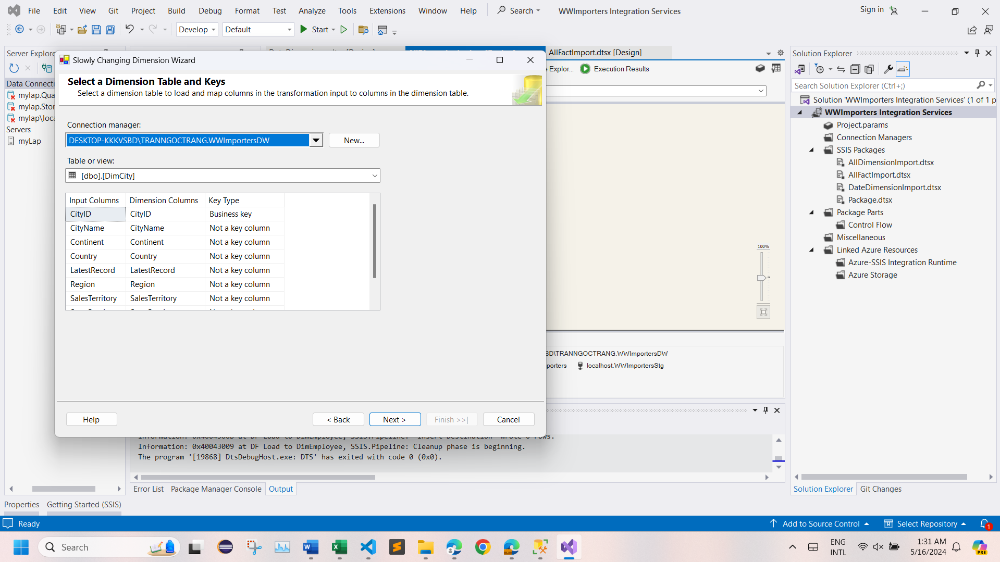 File Edit View Git Project Build Debug Format Test Analyze Tools Extensions Window Help Search WWImporters Integration Services Sign in
Develop Default Start
Server Explore
Data Connecti
mylap.Qua
mylap.Stor
mylap\loca
Servers
myLap
AllFactImport.dtsx [Design]
Explor... Execution Results
Slowly Changing Dimension Wizard
Select a Dimension Table and Keys
Select a dimension table to load and map columns in the transformation input to columns in the dimension table.
Connection manager:
DESKTOP-KKKVSBD\TRANNGOCTRANG.WWImportersDW New...
Table or view:
[dbo].[DimCity]
Input Columns Dimension Columns Key Type
CityID CityID Business key
CityName CityName Not a key column
Continent Continent Not a key column
Country Country Not a key column
LatestRecord LatestRecord Not a key column
Region Region Not a key column
SalesTerritory SalesTerritory Not a key column
Help < Back Next > Finish >>| Cancel
100%
BD\TRANNGOCTRANG.WWImportersDW
porters localhost.WWImportersStg
Information: 0x40043009 at DF Load to DimEmployee, SSIS.Pipeline: Cleanup phase is beginning.
The program '[19868] DtsDebugHost.exe: DTS' has exited with code 0 (0x0).
Error List Package Manager Console Output
Solution Explorer
Search Solution Explorer (Ctrl+;)
Solution 'WWImporters Integration Services' (1 of 1 p
WWImporters Integration Services
Project.params
Connection Managers
SSIS Packages
AllDimensionImport.dtsx
AllFactImport.dtsx
DateDimensionImport.dtsx
Package.dtsx
Package Parts
Control Flow
Miscellaneous
Linked Azure Resources
Azure-SSIS Integration Runtime
Azure Storage
Solution Explorer Git Changes
Properties Getting Started (SSIS)
Ready Add to Source Control Select Repository 1
Search ENG
INTL
1:31 AM
5/16/2024
PRE